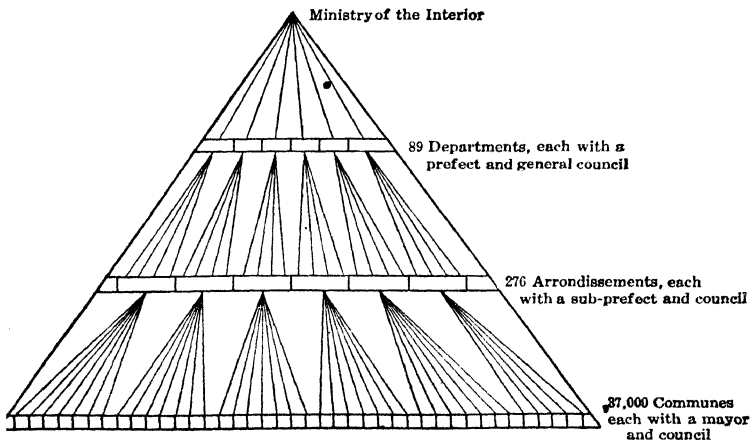 Ministry of the Interior
89 Departments, each with a
prefect and general council
276 Arrondissements, each
with a sub-prefect and council
37,000 Communes
each with a mayor
and council